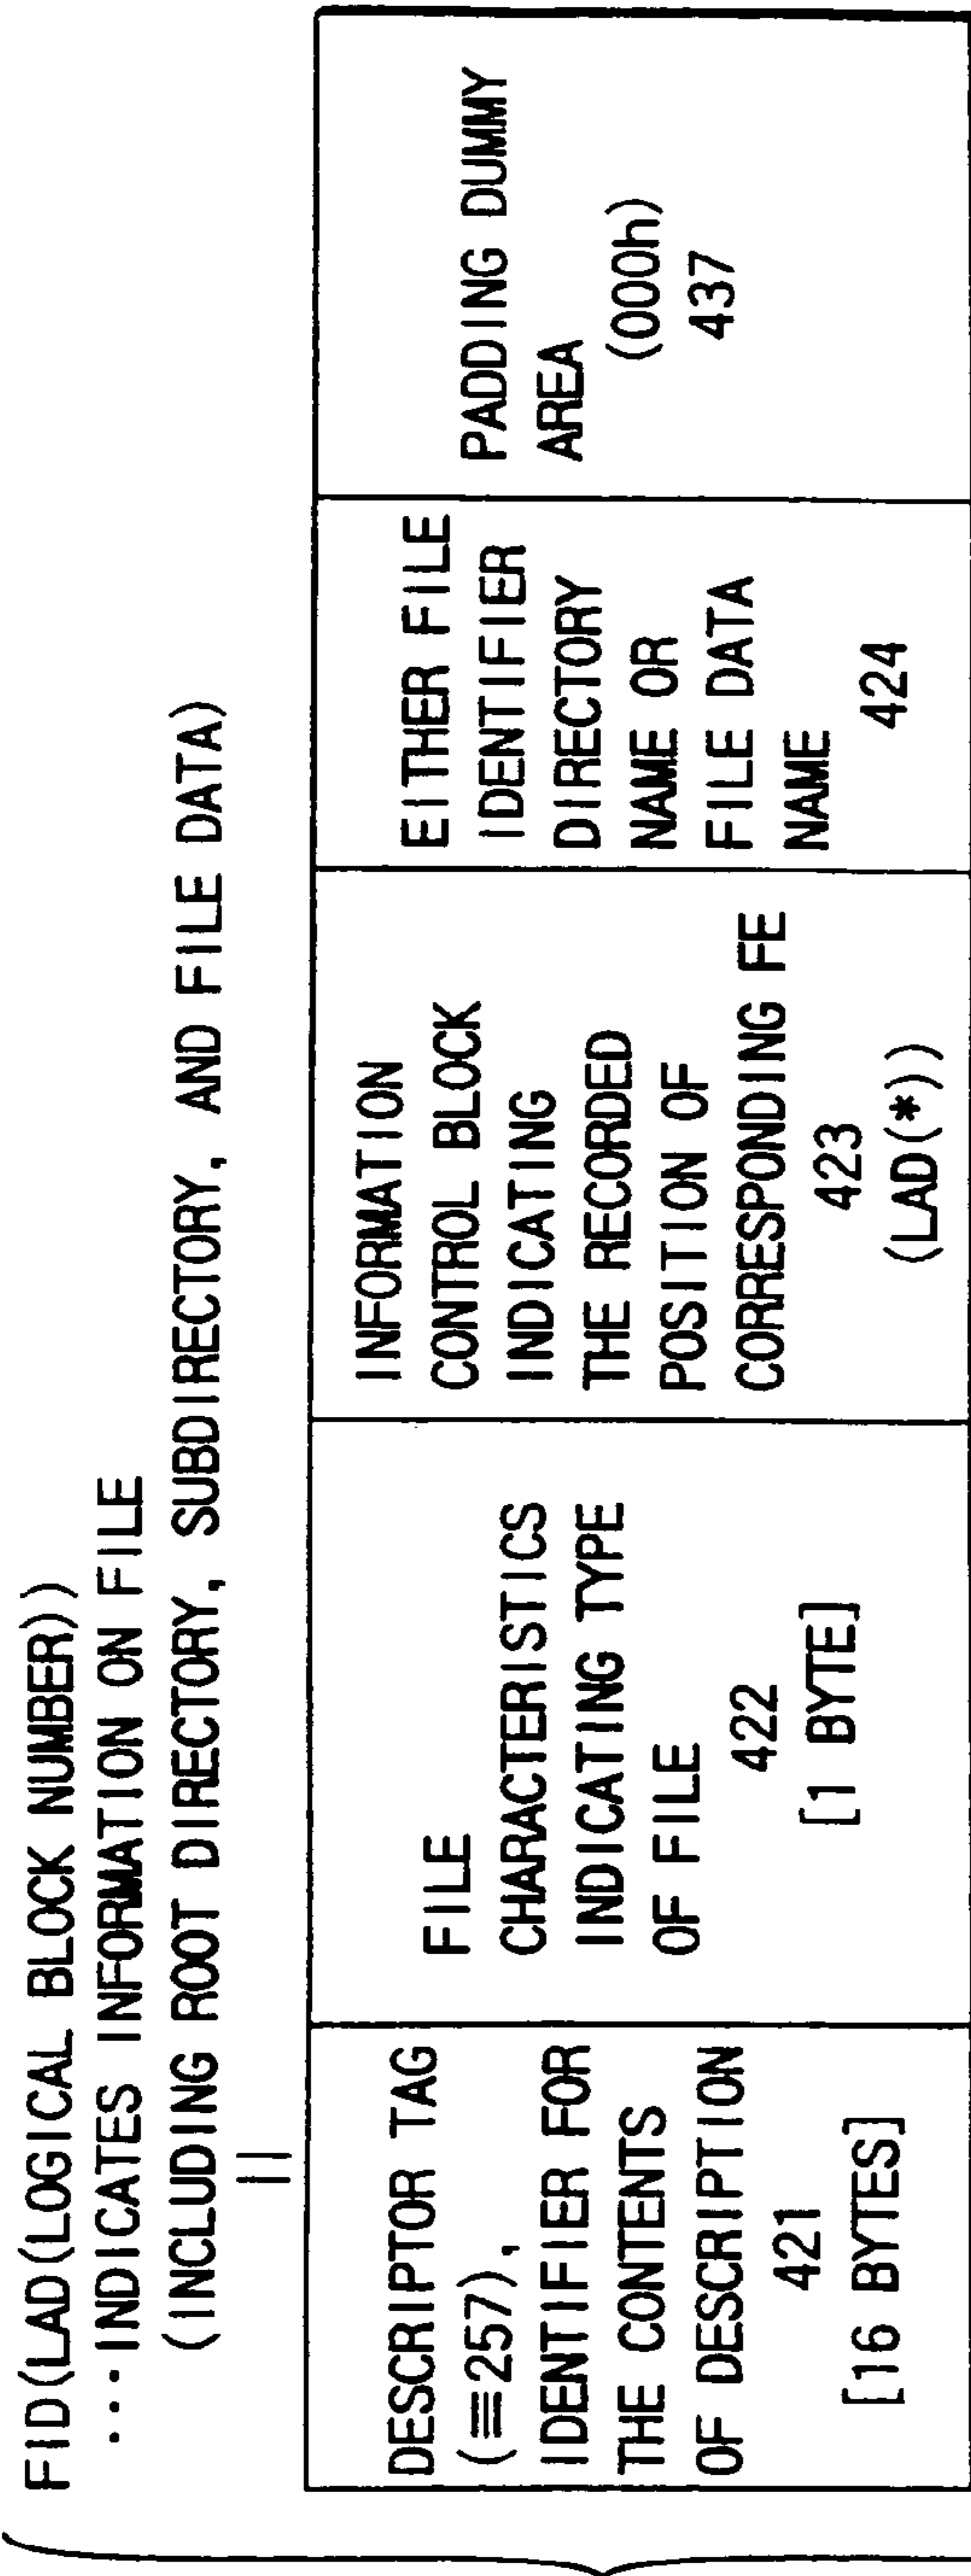 FID(LAD(LOGICAL BLOCK NUMBER))
···INDICATES INFORMATION ON FILE
(INCLUDING ROOT DIRECTORY, SUBDIRECTORY, AND FILE DATA)
||
DESCRIPTOR TAG
(≡257),
IDENTIFIER FOR
THE CONTENTS
OF DESCRIPTION
421
[16 BYTES]
FILE
CHARACTERISTICS
INDICATING TYPE
OF FILE
422
[1 BYTE]
INFORMATION
CONTROL BLOCK
INDICATING
THE RECORDED
POSITION OF
CORRESPONDING FE
423
(LAD(*))
EITHER FILE
IDENTIFIER
DIRECTORY
NAME OR
FILE DATA
NAME
424
PADDING DUMMY
AREA
(000h)
437